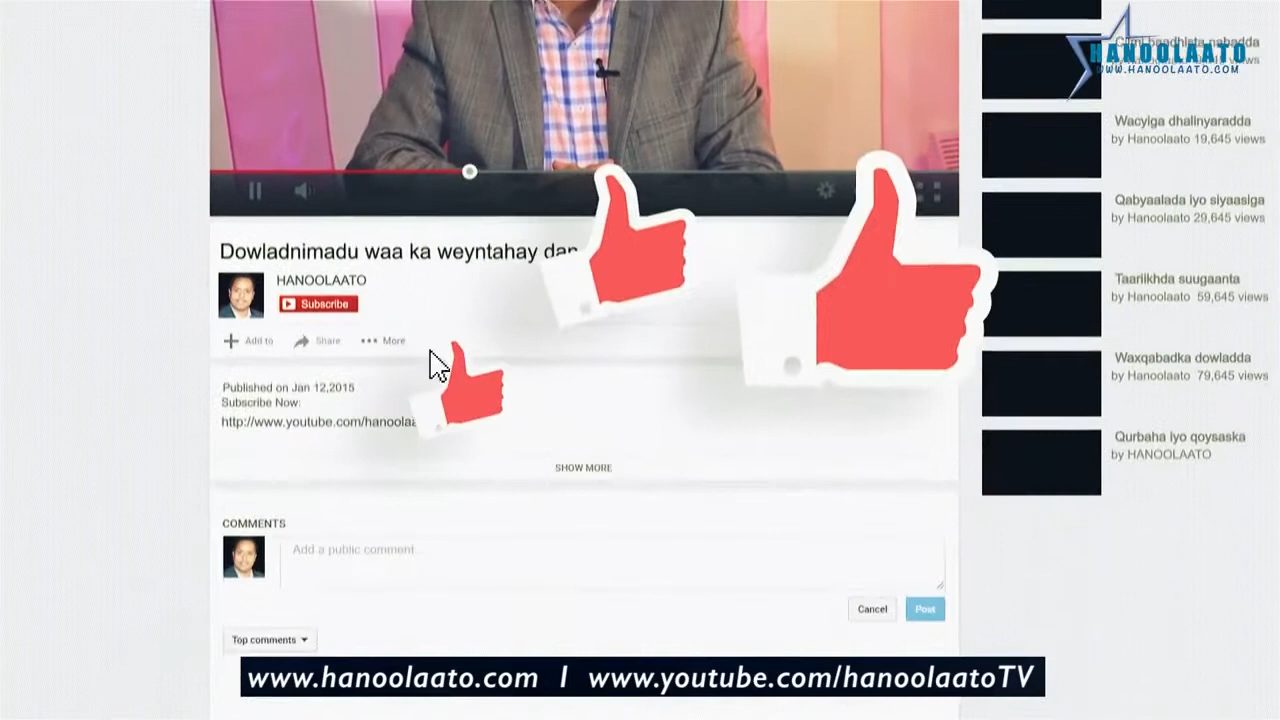 HANOOLAATO
WWW.HANOOLAATO.COM
Wacyiga dhalinyaradda
by Hanoolaato 19,645 views
Qabyaalada iyo siyaasiga
by Hanoolaato 29,645 views
Taariikhda suugaanta
by Hanoolaato 59,645 views
Waxqabadka dowladda
by Hanoolaato 79,645 views
Qurbaha iyo qoysaska
by HANOOLAATO
Dowladnimadu waa ka weyntahay
HANOOLAATO
Subscribe
Add to Share More
Published on Jan 12,2015
Subscribe Now:
http://www.youtube.com/hanoolaa
SHOW MORE
COMMENTS
Add a public comment...
Cancel Post
Top comments
www.hanoolaato.com | www.youtube.com/hanoolaatoTV